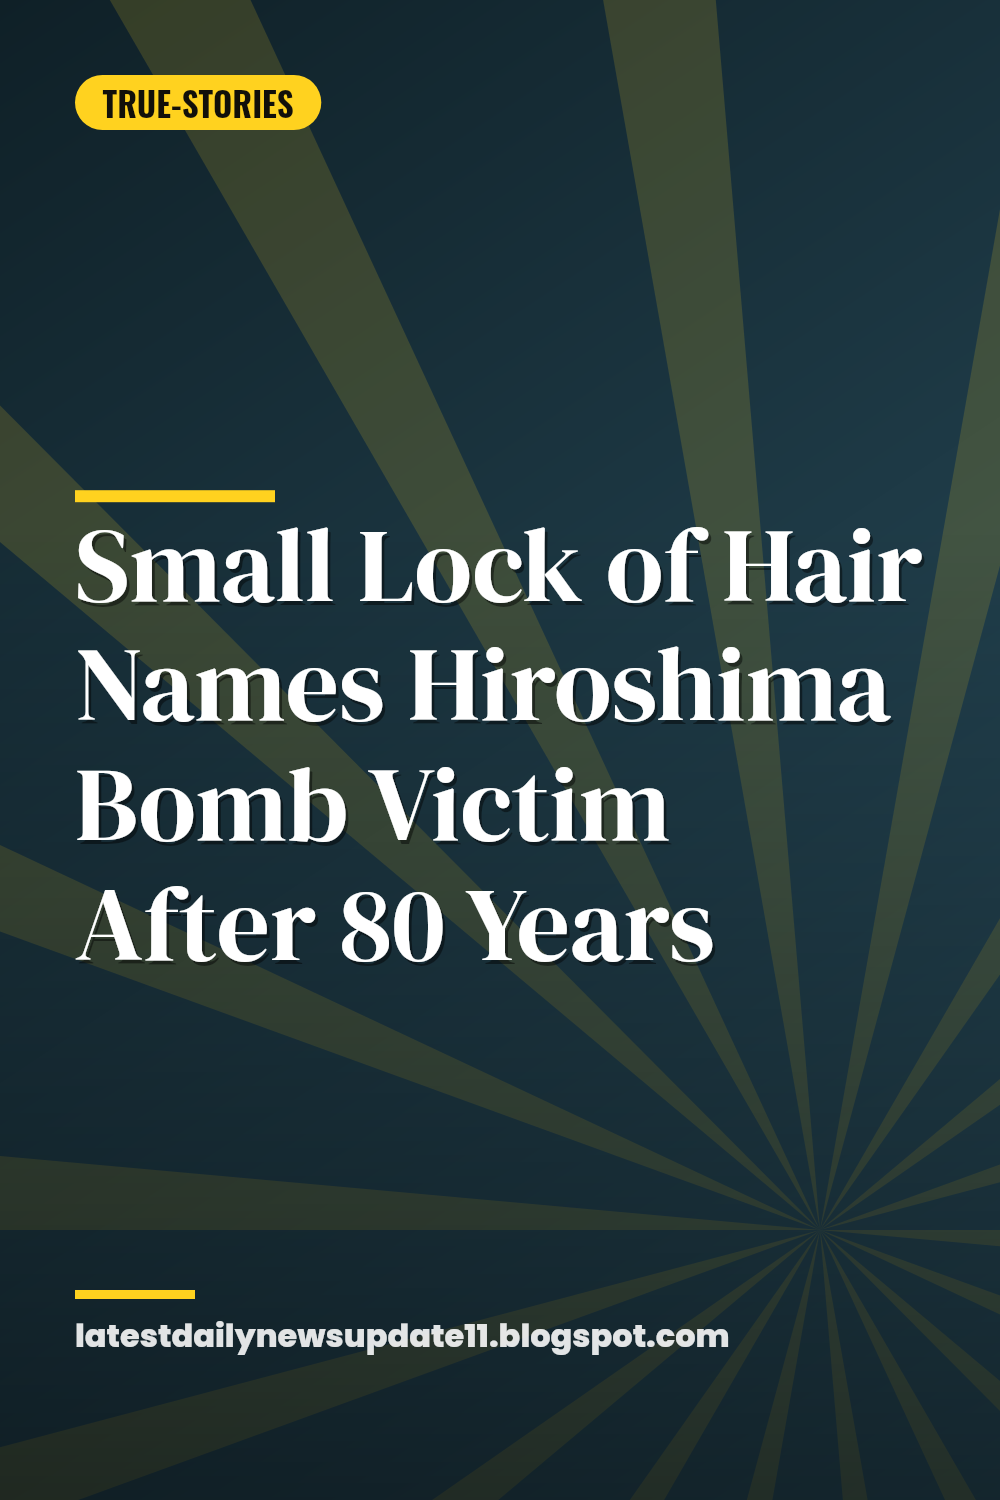 TRUE-STORIES
Small Lock of Hair
Names Hiroshima
Bomb Victim
After 80 Years
latestdailynewsupdate11.blogspot.com